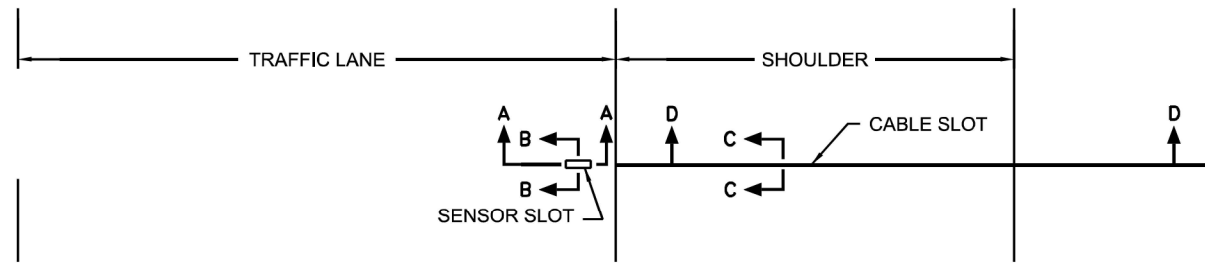 TRAFFIC LANE
SHOULDER
A A D D
B C CABLE SLOT
B C
SENSOR SLOT